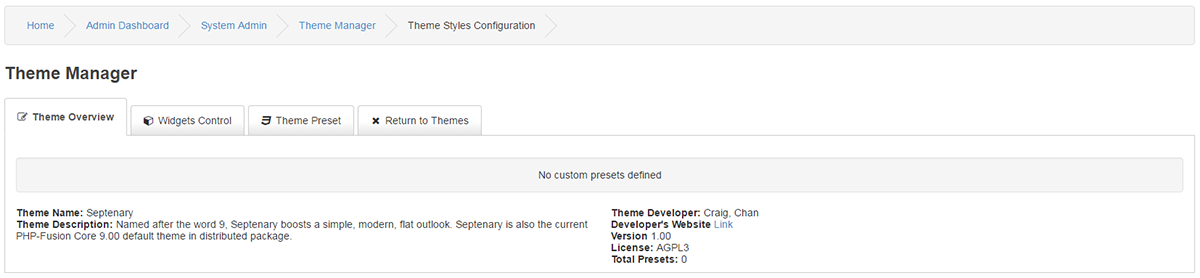 Home Admin Dashboard System Admin Theme Manager Theme Styles Configuration
Theme Manager
Theme Overview Widgets Control Theme Preset Return to Themes
No custom presets defined
Theme Name: Septenary
Theme Description: Named after the word 9, Septenary boosts a simple, modern, flat outlook. Septenary is also the current
PHP-Fusion Core 9.00 default theme in distributed package.
Theme Developer: Craig, Chan
Developer's Website Link
Version 1.00
License: AGPL3
Total Presets: 0